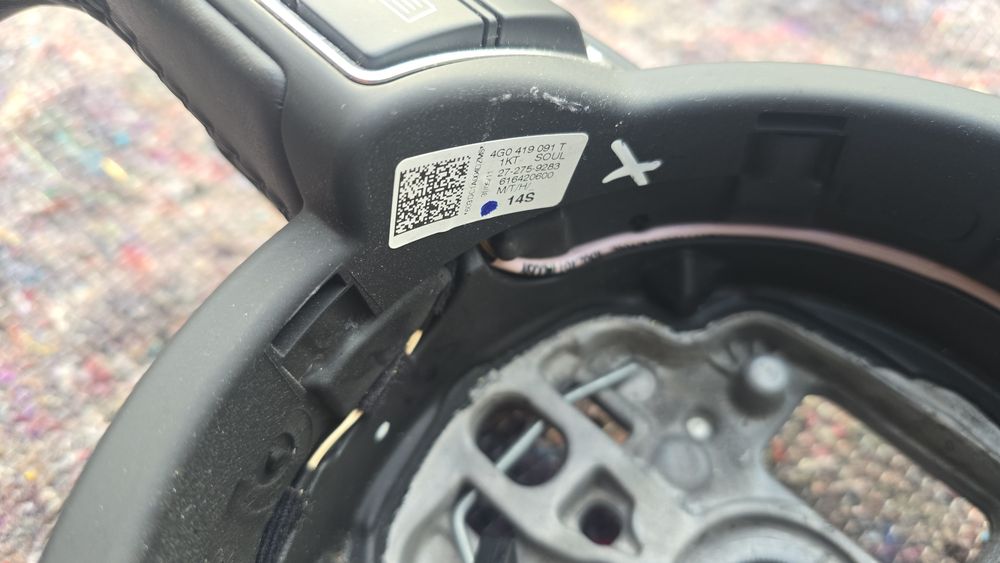 4G0 419 091 T
1KT SOUL
27-275-9283
616420600
M/T/H/
14S
X